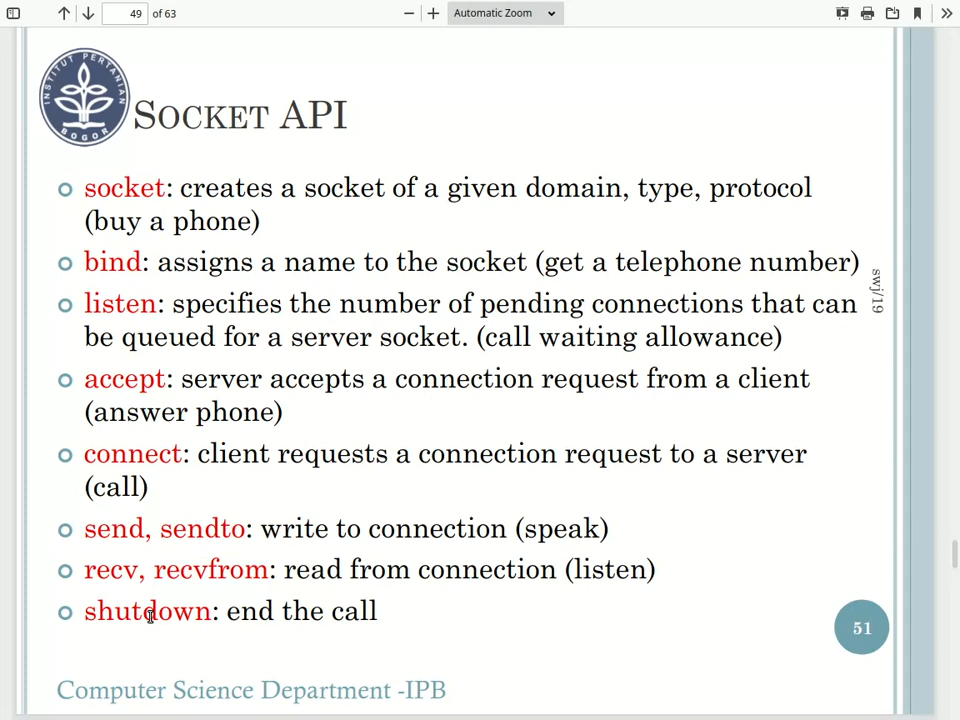 49 of 63
Automatic Zoom
INSTITUT PERTANIAN
BOGOR
SOCKET API
socket: creates a socket of a given domain, type, protocol
(buy a phone)
bind: assigns a name to the socket (get a telephone number)
listen: specifies the number of pending connections that can
be queued for a server socket. (call waiting allowance)
accept: server accepts a connection request from a client
(answer phone)
connect: client requests a connection request to a server
(call)
send, sendto: write to connection (speak)
recv, recvfrom: read from connection (listen)
shutdown: end the call
swj/19
51
Computer Science Department -IPB